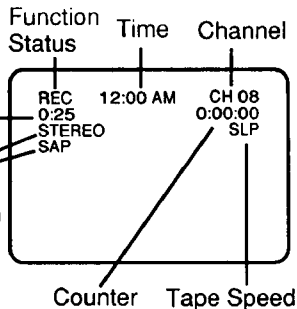 Function Status Time Channel
REC 12:00 AM CH 08
0:25 0:00:00
STEREO SLP
SAP
Counter Tape Speed